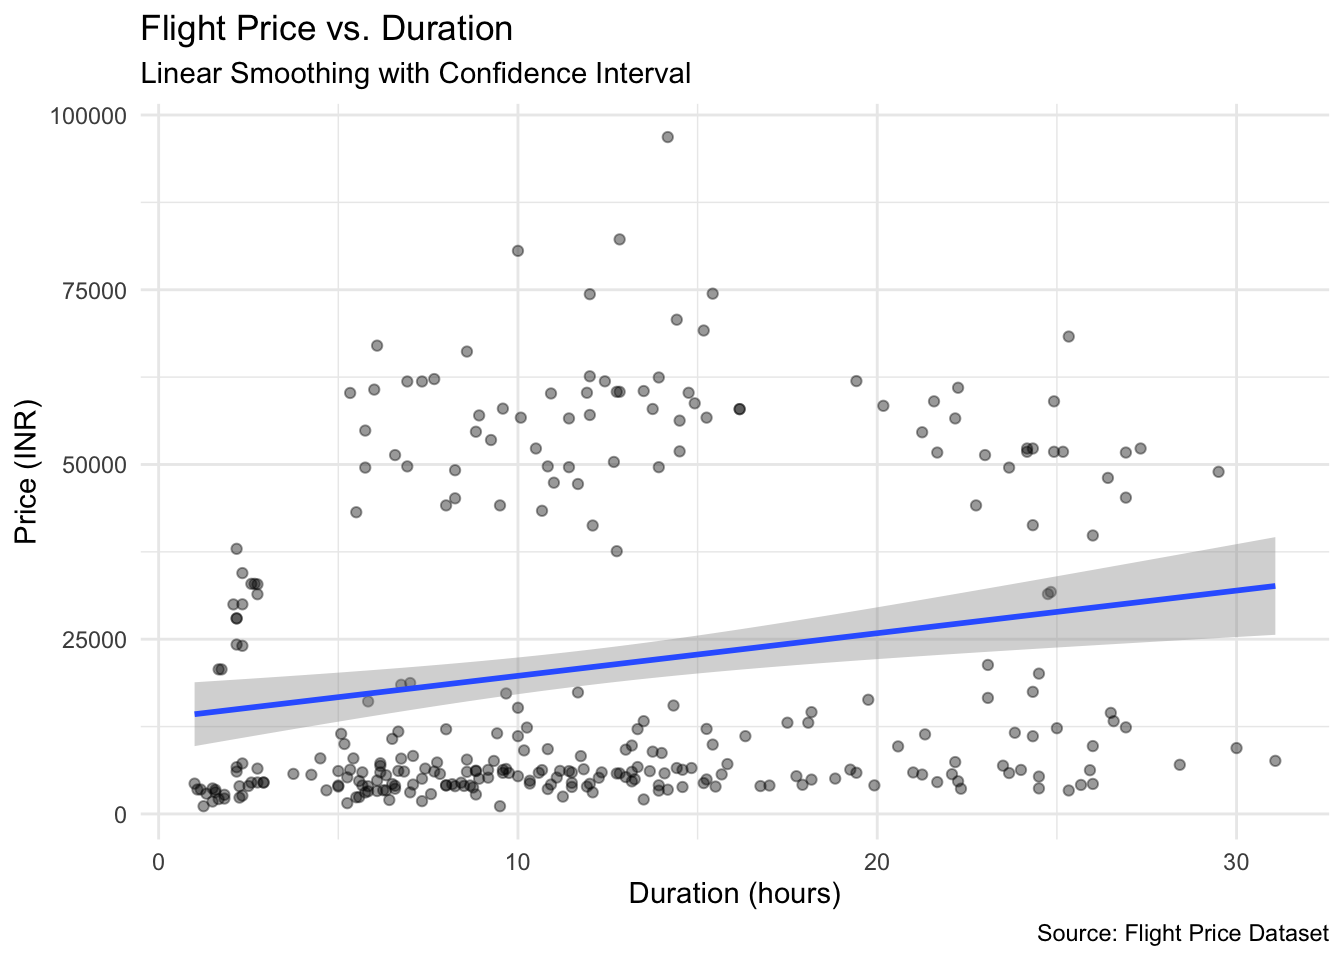 Flight Price vs. Duration
Linear Smoothing with Confidence Interval
100000
75000
50000
25000
0
Price (INR)
0 10 20 30
Duration (hours)
Source: Flight Price Dataset